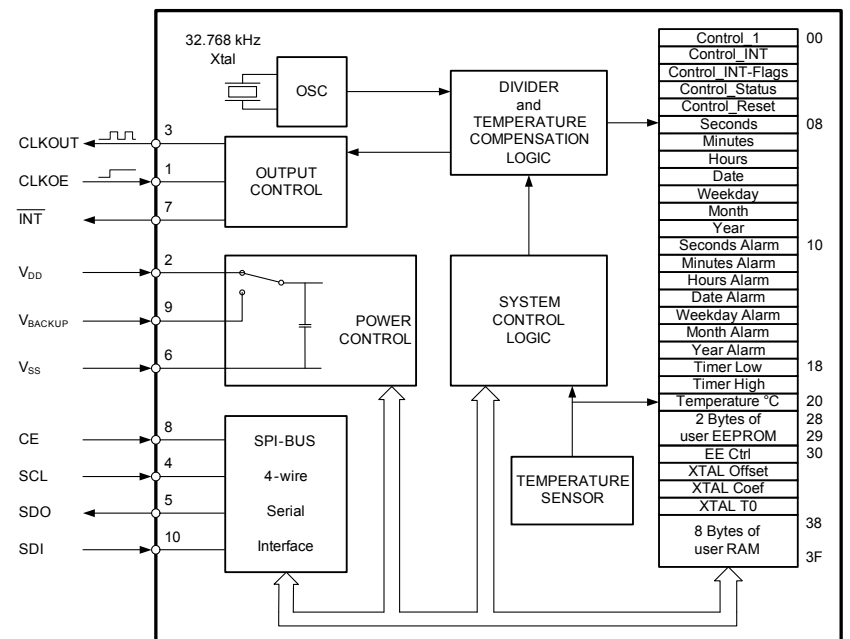 32.768 kHz
Xtal
OSC
DIVIDER
and
TEMPERATURE
COMPENSATION
LOGIC
CLKOUT
3
CLKOE
1
INT
7
OUTPUT
CONTROL
V_DD
2
V_BACKUP
9
V_SS
6
POWER
CONTROL
SYSTEM
CONTROL
LOGIC
CE
8
SCL
4
SDO
5
SDI
10
SPI-BUS
4-wire
Serial
Interface
TEMPERATURE
SENSOR
Control_1 00
Control_INT
Control_INT-Flags
Control_Status
Control_Reset
Seconds 08
Minutes
Hours
Date
Weekday
Month
Year
Seconds Alarm 10
Minutes Alarm
Hours Alarm
Date Alarm
Weekday Alarm
Month Alarm
Year Alarm
Timer Low 18
Timer High
Temperature °C 20
2 Bytes of 28
user EEPROM 29
EE Ctrl 30
XTAL Offset
XTAL Coef
XTAL T0
38
8 Bytes of
user RAM
3F